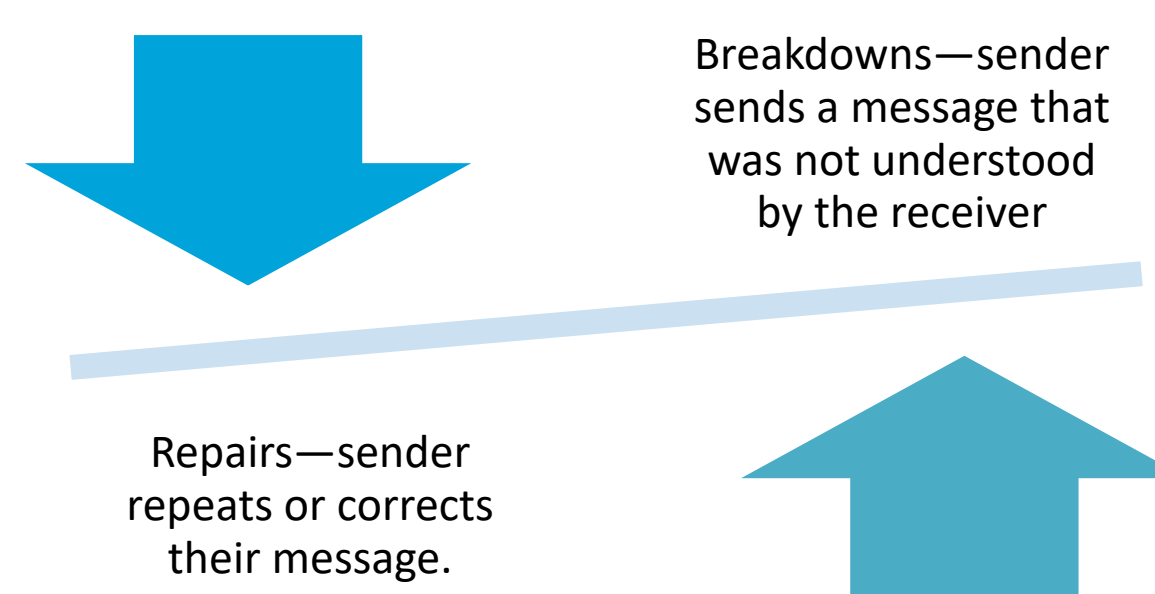 Breakdowns—sender
sends a message that
was not understood
by the receiver
Repairs—sender
repeats or corrects
their message.